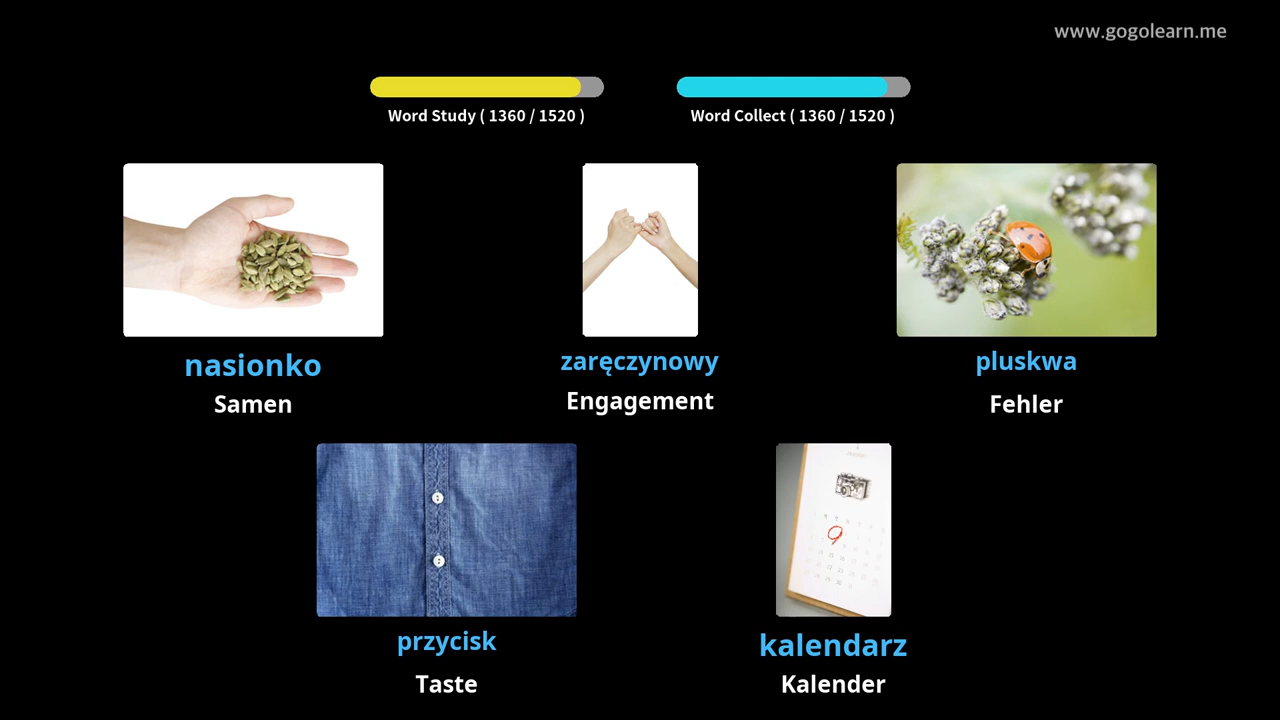 www.gogolearn.me
Word Study ( 1360 / 1520 )
Word Collect ( 1360 / 1520 )
nasionko
Samen
zaręczynowy
Engagement
pluskwa
Fehler
przycisk
Taste
kalendarz
Kalender